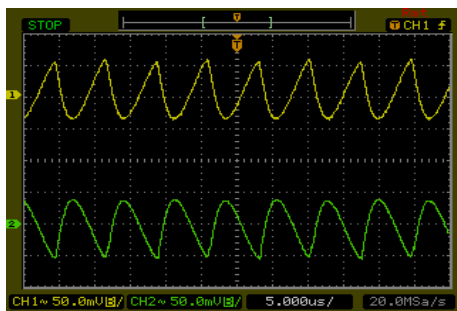 STOP
T
CH1
T
1
2
CH1~ 50.0mV B/ CH2~ 50.0mV B/ 5.000us/ 20.0MSa/s